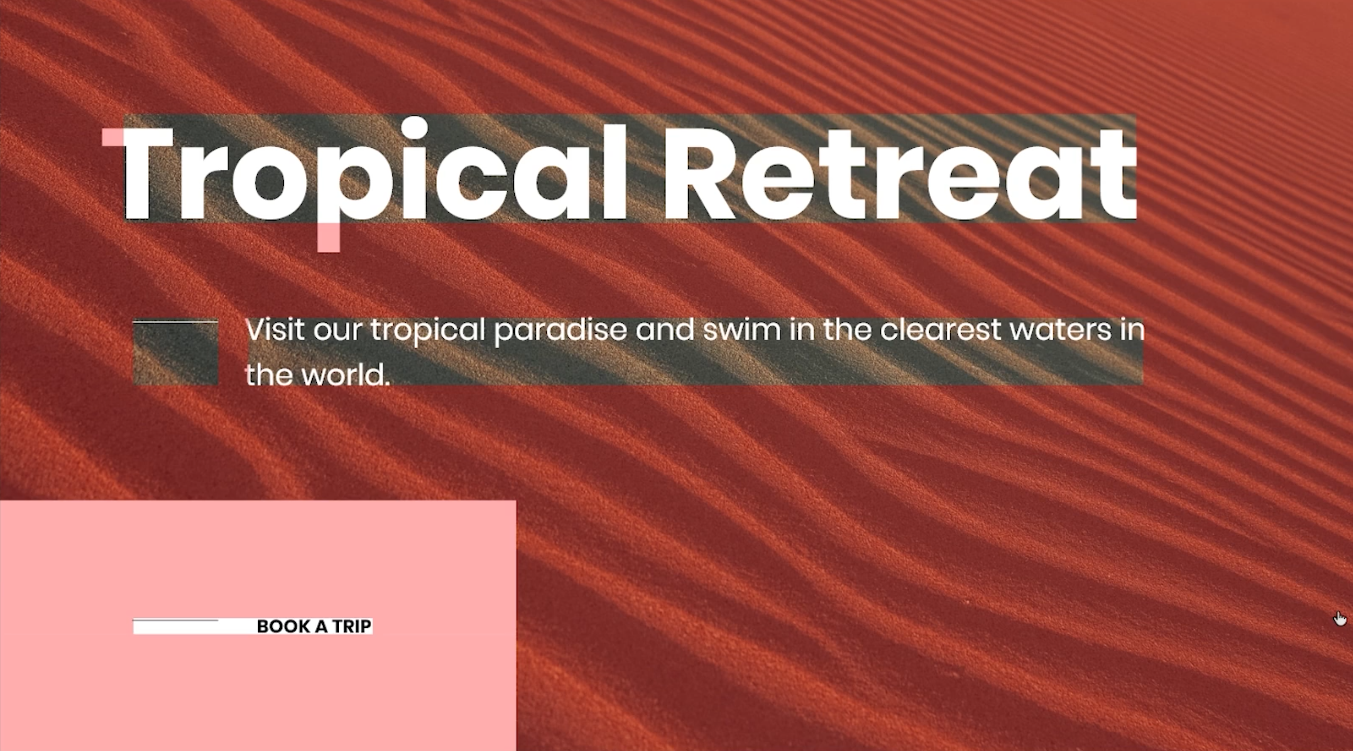 Tropical Retreat
Visit our tropical paradise and swim in the clearest waters in
the world.
BOOK A TRIP